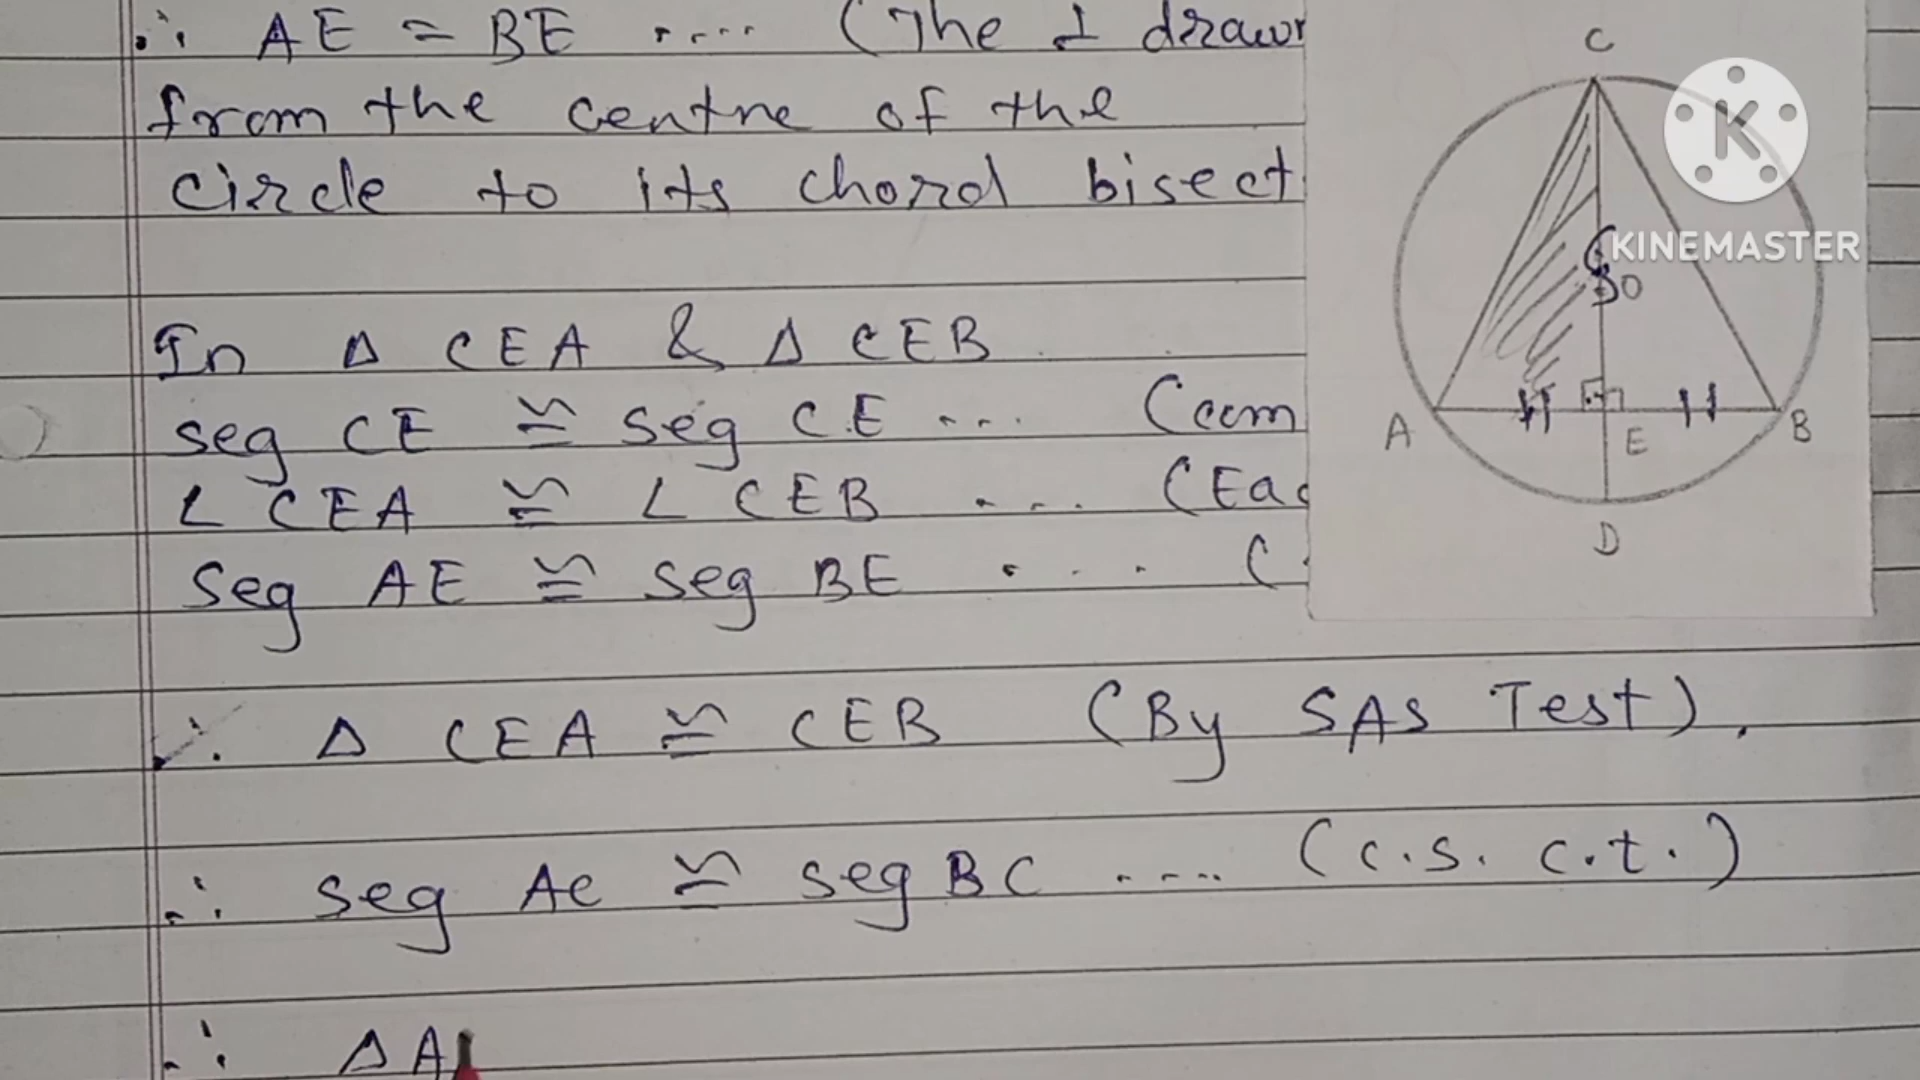 ∴ AE = BE .... (The ⊥ drawn
from the centre of the
circle to its chord bisect
In Δ CEA & Δ CEB
seg CE ≅ seg CE ... (com
∠ CEA ≅ ∠ CEB ... (Eac
seg AE ≅ seg BE ... (
∴ Δ CEA ≅ CEB (By SAS Test).
∴ seg Ac ≅ seg BC .... (c.s. c.t.)
∴ ΔA
C
K
KINEMASTER
O
A
E
B
D